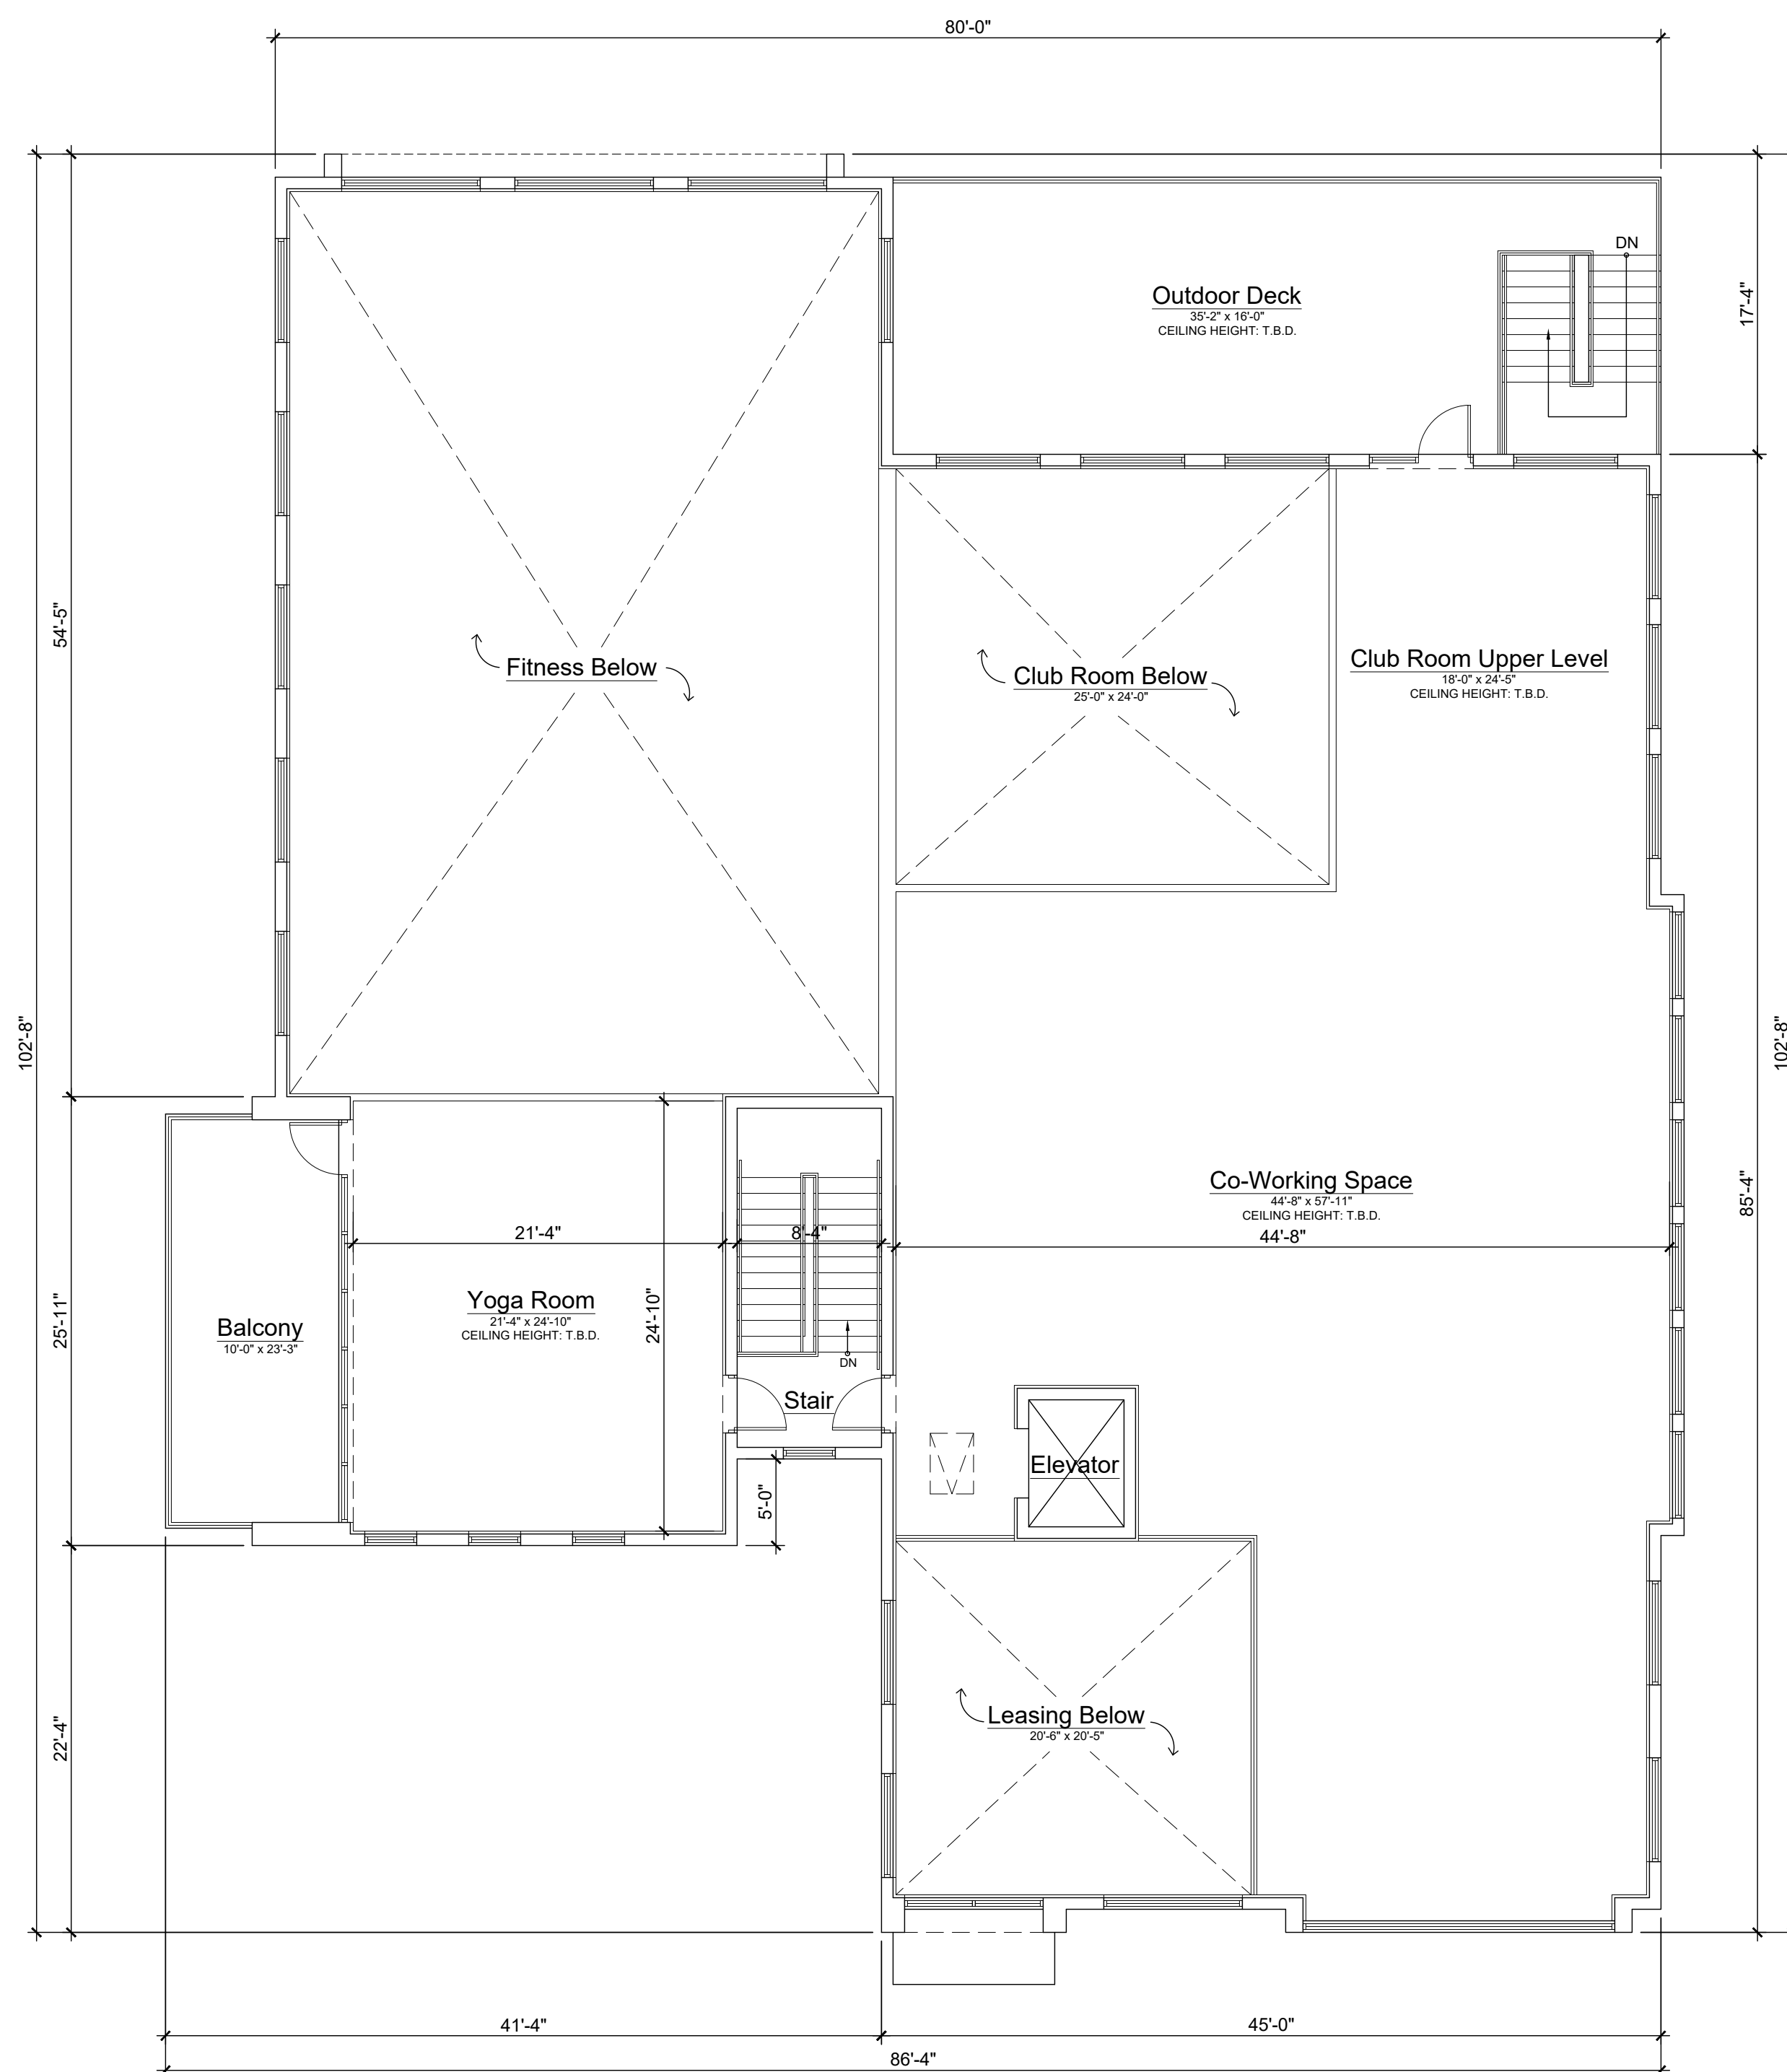 80'-0"
DN
Outdoor Deck
35'-2" x 16'-0"
CEILING HEIGHT: T.B.D.
17'-4"
54'-5"
Fitness Below
Club Room Below
25'-0" x 24'-0"
Club Room Upper Level
18'-0" x 24'-5"
CEILING HEIGHT: T.B.D.
102'-8"
102'-8"
Co-Working Space
44'-8" x 57'-11"
CEILING HEIGHT: T.B.D.
44'-8"
85'-4"
21'-4"
8'-4"
25'-11"
Balcony
10'-0" x 23'-3"
Yoga Room
21'-4" x 24'-10"
CEILING HEIGHT: T.B.D.
24'-10"
DN
Stair
Elevator
5'-0"
22'-4"
Leasing Below
20'-6" x 20'-5"
41'-4"
45'-0"
86'-4"